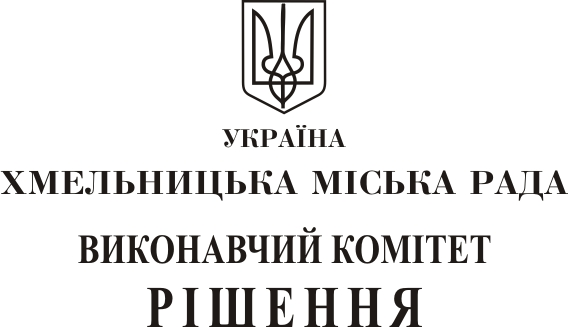 УКРАЇНА
ХМЕЛЬНИЦЬКА МІСЬКА РАДА
ВИКОНАВЧИЙ КОМІТЕТ
РІШЕННЯ